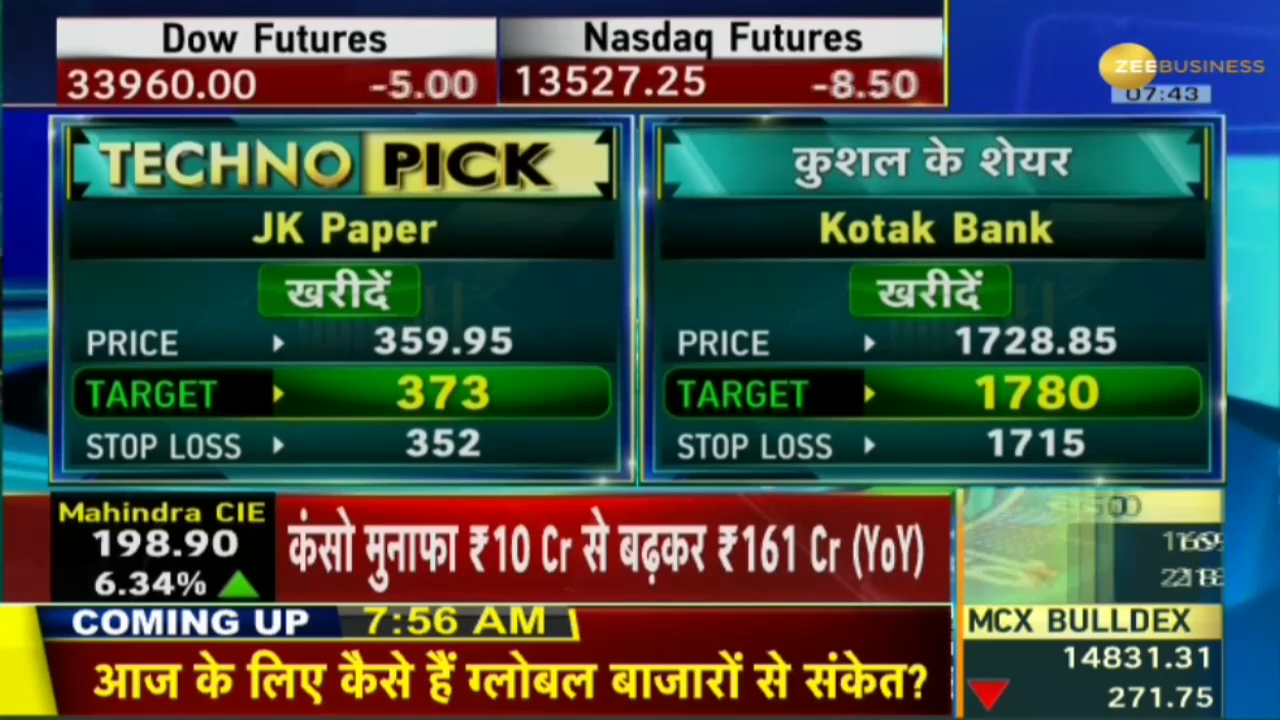 Dow Futures
33960.00 -5.00
Nasdaq Futures
13527.25 -8.50
ZEEBUSINESS
07:43
TECHNO PICK
JK Paper
खरीदें
PRICE 359.95
TARGET 373
STOP LOSS 352
कुशल के शेयर
Kotak Bank
खरीदें
PRICE 1728.85
TARGET 1780
STOP LOSS 1715
Mahindra CIE
198.90
6.34%
कंसो मुनाफा ₹10 Cr से बढ़कर ₹161 Cr (YoY)
COMING UP 7:56 AM
आज के लिए कैसे हैं ग्लोबल बाजारों से संकेत?
MCX BULLDEX
14831.31
271.75